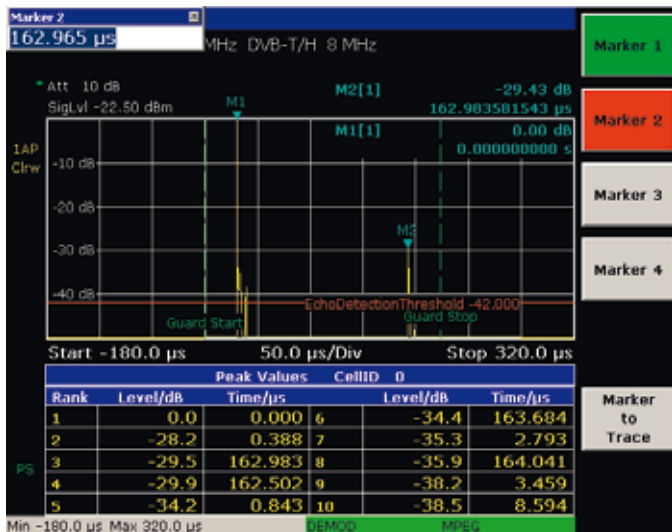 Marker 2
162.965 µs
MHz DVB-T/H 8 MHz
* Att 10 dB
SigLvl -22.50 dBm
M1
M2[1] -29.43 dB
162.983581543 µs
M1[1] 0.00 dB
0.000000000 s
1AP
Clrw
-10 dB
-20 dB
M2
-30 dB
-40 dB
EchoDetectionThreshold -42.000
Guard Start Guard Stop
Start -180.0 µs 50.0 µs/Div Stop 320.0 µs
Peak Values CellID 0
Rank Level/dB Time/µs Level/dB Time/µs
1 0.0 0.000 6 -34.4 163.684
2 -28.2 0.388 7 -35.3 2.793
3 -29.5 162.983 8 -35.9 164.041
4 -29.9 162.502 9 -38.2 3.459
5 -34.2 0.843 10 -38.5 8.594
PS
Min -180.0 µs Max 320.0 µs DEMOD MPEG
Marker 1
Marker 2
Marker 3
Marker 4
Marker
to
Trace